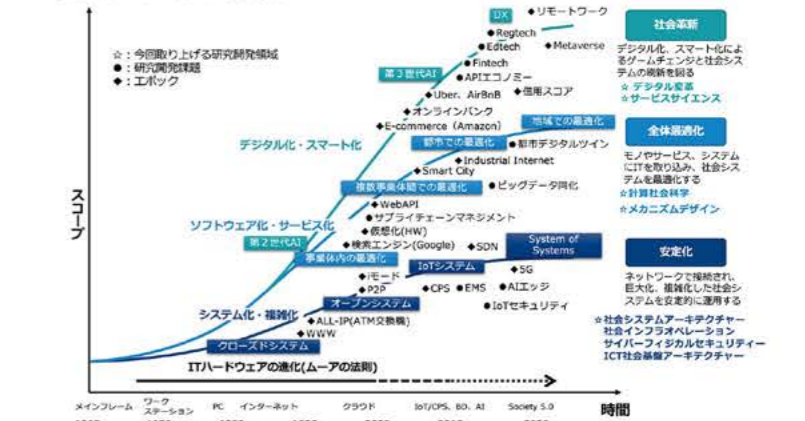 DX
◆リモートワーク
●Regtech
●Edtech
◆Metaverse
●Fintech
第3世代AI
●APIエコノミー
◆Uber、AirBnB
◆信用スコア
◆オンラインバンク
◆E-commerce（Amazon）
☆：今回取り上げる研究開発領域
●：研究開発課題
◆：エポック
社会革新
デジタル化、スマート化によ
るゲームチェンジと社会シス
テムの刷新を図る
☆デジタル変革
☆サービスサイエンス
デジタル化・スマート化
地域での最適化
都市での最適化
●都市デジタルツイン
◆Industrial Internet
◆Smart City
複数事業体間での最適化
●ビッグデータ同化
◆WebAPI
●サプライチェーンマネジメント
◆仮想化(HW)
◆検索エンジン(Google)
◆SDN
全体最適化
モノやサービス、システム
にITを取り込み、社会シス
テムを最適化する
☆計算社会科学
☆メカニズムデザイン
スコープ
ソフトウェア化・サービス化
第2世代AI
事業体内の最適化
System of
Systems
IoTシステム
◆iモード
◆P2P
◆5G
●CPS
●EMS
●AIエッジ
オープンシステム
●IoTセキュリティ
システム化・複雑化
◆ALL-IP(ATM交換機)
◆WWW
クローズドシステム
安定化
ネットワークで接続され、
巨大化、複雑化した社会シ
ステムを安定的に運用する
☆社会システムアーキテクチャー
社会インフラオペレーション
サイバーフィジカルセキュリティー
ICT社会基盤アーキテクチャー
ITハードウェアの進化(ムーアの法則)
メインフレーム
ワーク
ステーション
PC
インターネット
クラウド
IoT/CPS、BD、AI
Society 5.0
時間